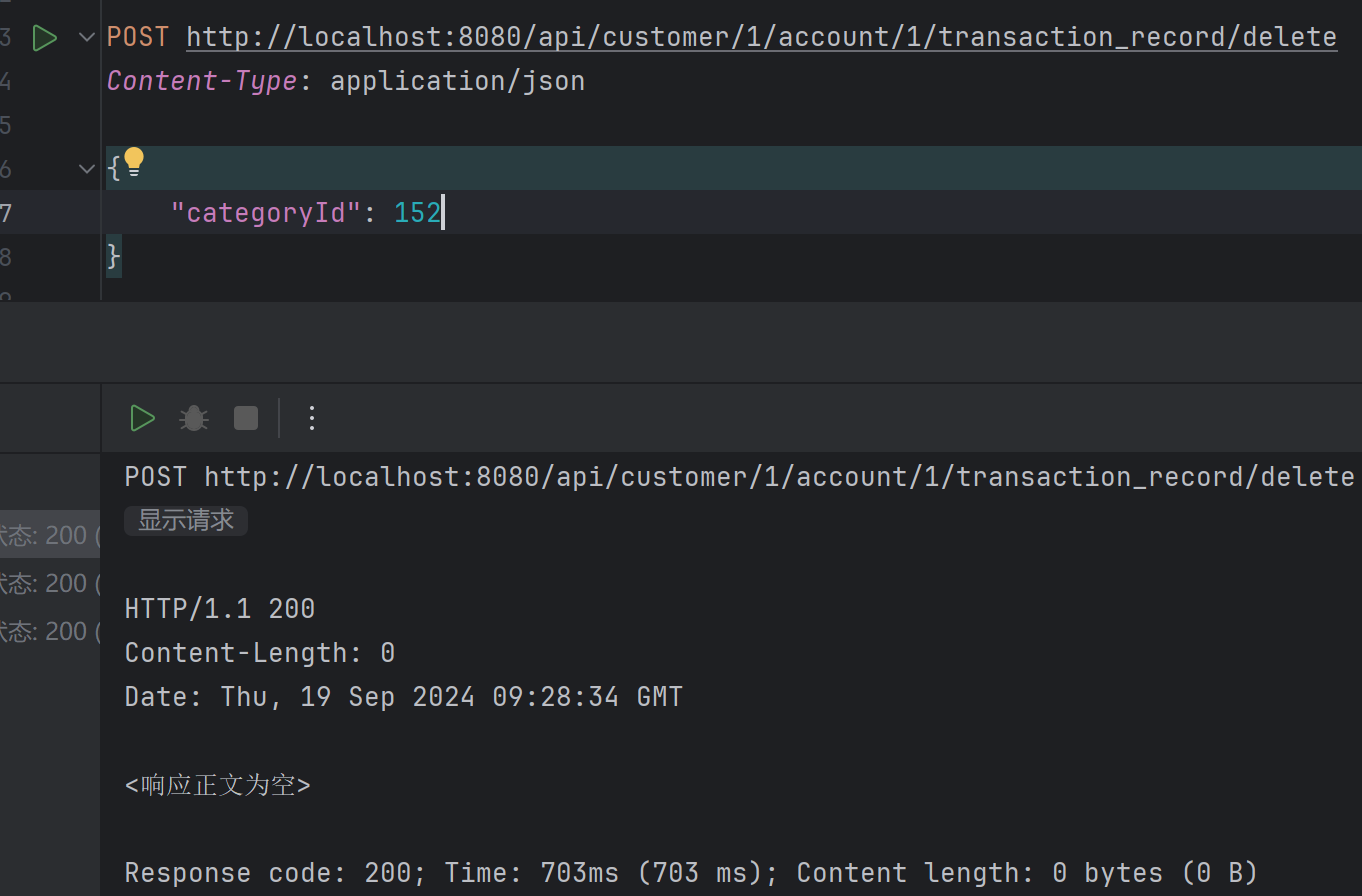 3 POST http://localhost:8080/api/customer/1/account/1/transaction_record/delete
4 Content-Type: application/json
5
6 {
7 "categoryId": 152
8 }
POST http://localhost:8080/api/customer/1/account/1/transaction_record/delete
显示请求
状态: 200 (
状态: 200 (
状态: 200 (
HTTP/1.1 200
Content-Length: 0
Date: Thu, 19 Sep 2024 09:28:34 GMT
<响应正文为空>
Response code: 200; Time: 703ms (703 ms); Content length: 0 bytes (0 B)